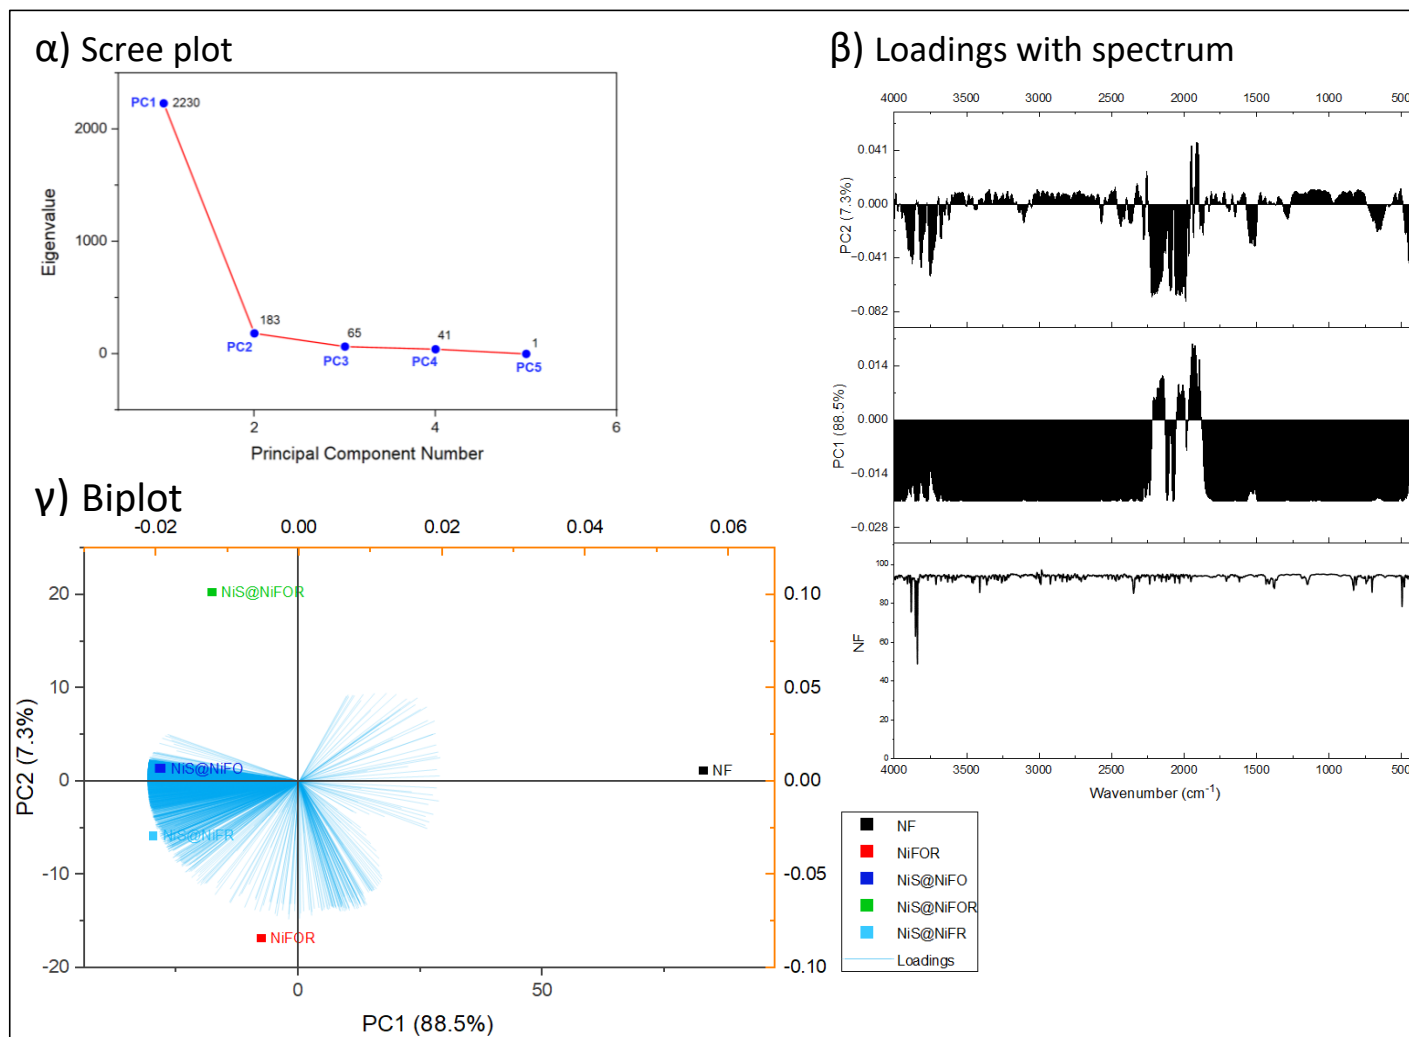 α) Scree plot
2000
1000
0
Eigenvalue
PC1
2230
183
PC2
65
PC3
41
PC4
1
PC5
2
4
6
Principal Component Number
β) Loadings with spectrum
4000 3500 3000 2500 2000 1500 1000 500
0.041
0.000
−0.041
−0.082
PC2 (7.3%)
0.014
0.000
−0.014
−0.028
PC1 (88.5%)
100
80
60
40
20
0
NF
4000 3500 3000 2500 2000 1500 1000 500
Wavenumber (cm⁻¹)
γ) Biplot
-0.02 0.00 0.02 0.04 0.06
20
10
0
-10
-20
PC2 (7.3%)
0.10
0.05
0.00
-0.05
-0.10
NiS@NiFOR
NiS@NiFO
NF
NiS@NiFR
NiFOR
0 50
PC1 (88.5%)
NF
NiFOR
NiS@NiFO
NiS@NiFOR
NiS@NiFR
Loadings